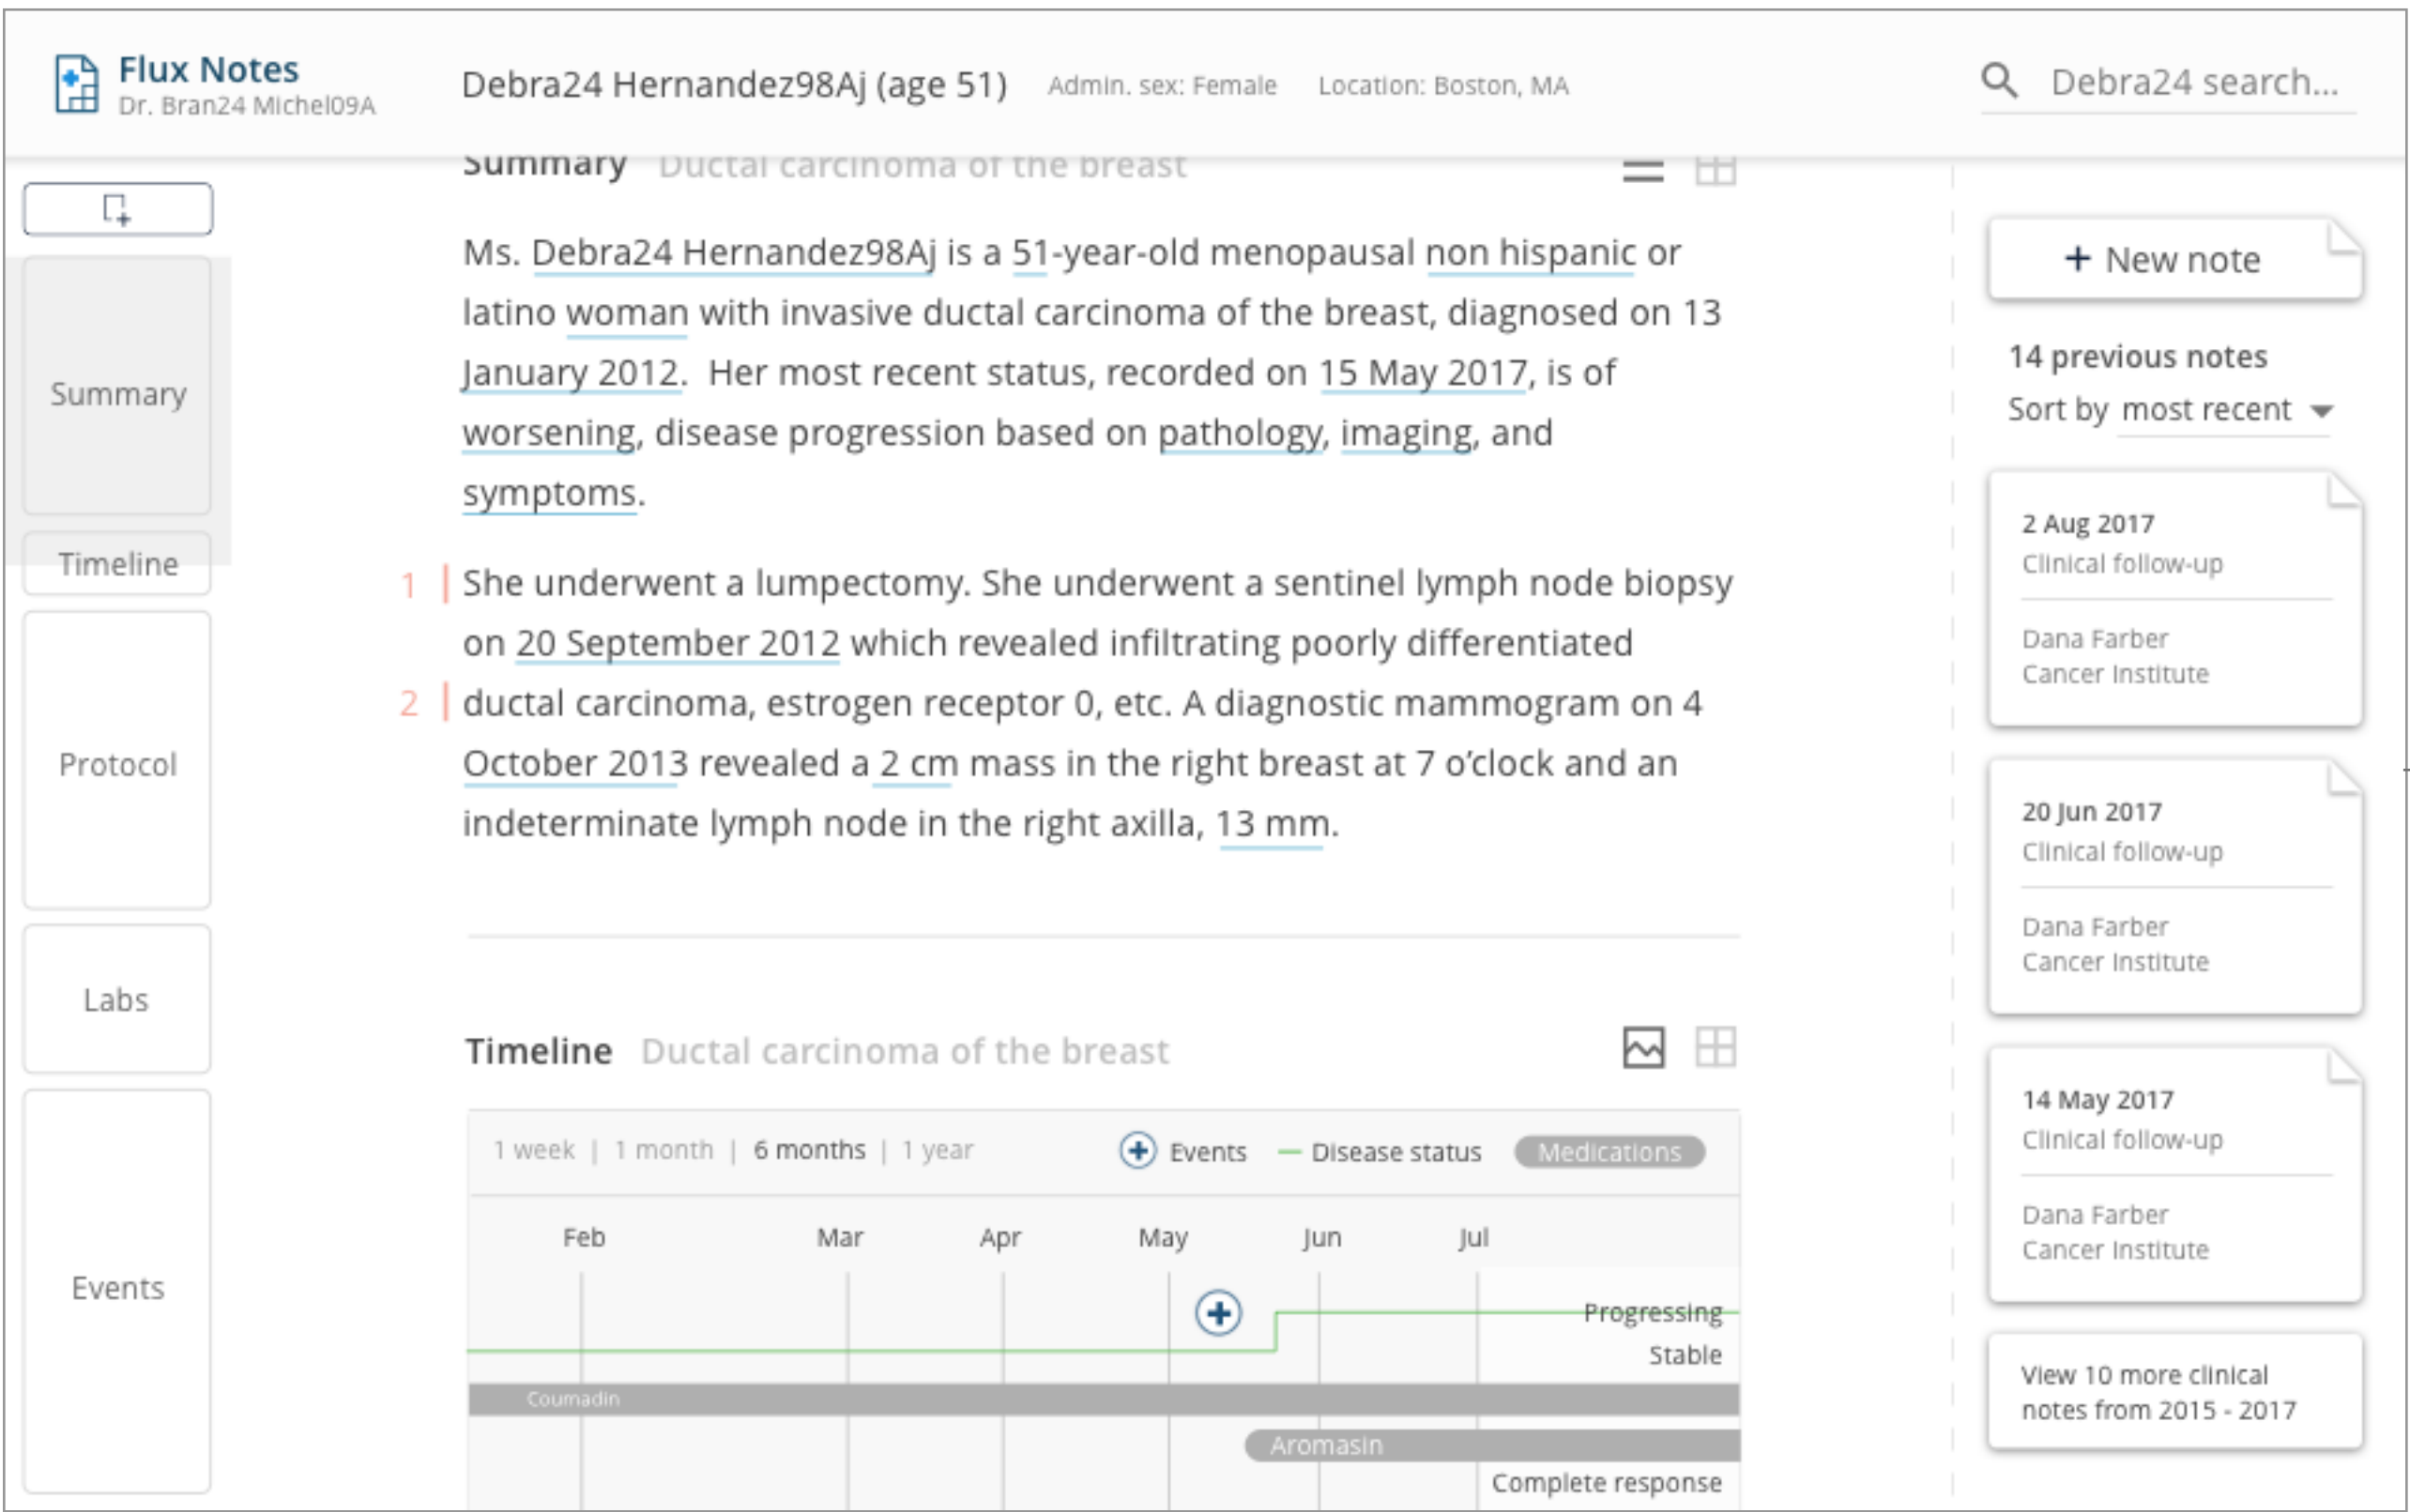 Flux Notes
Dr. Bran24 Michel09A
Debra24 Hernandez98Aj (age 51) Admin. sex: Female Location: Boston, MA
Debra24 search...
Summary
Timeline
Protocol
Labs
Events
Summary Ductal carcinoma of the breast
Ms. Debra24 Hernandez98Aj is a 51-year-old menopausal non hispanic or
latino woman with invasive ductal carcinoma of the breast, diagnosed on 13
January 2012. Her most recent status, recorded on 15 May 2017, is of
worsening, disease progression based on pathology, imaging, and
symptoms.
1 She underwent a lumpectomy. She underwent a sentinel lymph node biopsy
on 20 September 2012 which revealed infiltrating poorly differentiated
2 ductal carcinoma, estrogen receptor 0, etc. A diagnostic mammogram on 4
October 2013 revealed a 2 cm mass in the right breast at 7 o’clock and an
indeterminate lymph node in the right axilla, 13 mm.
Timeline Ductal carcinoma of the breast
1 week | 1 month | 6 months | 1 year Events Disease status Medications
Feb Mar Apr May Jun Jul
Progressing
Stable
Coumadin
Aromasin
Complete response
+ New note
14 previous notes
Sort by most recent
2 Aug 2017
Clinical follow-up
Dana Farber
Cancer Institute
20 Jun 2017
Clinical follow-up
Dana Farber
Cancer Institute
14 May 2017
Clinical follow-up
Dana Farber
Cancer Institute
View 10 more clinical
notes from 2015 - 2017